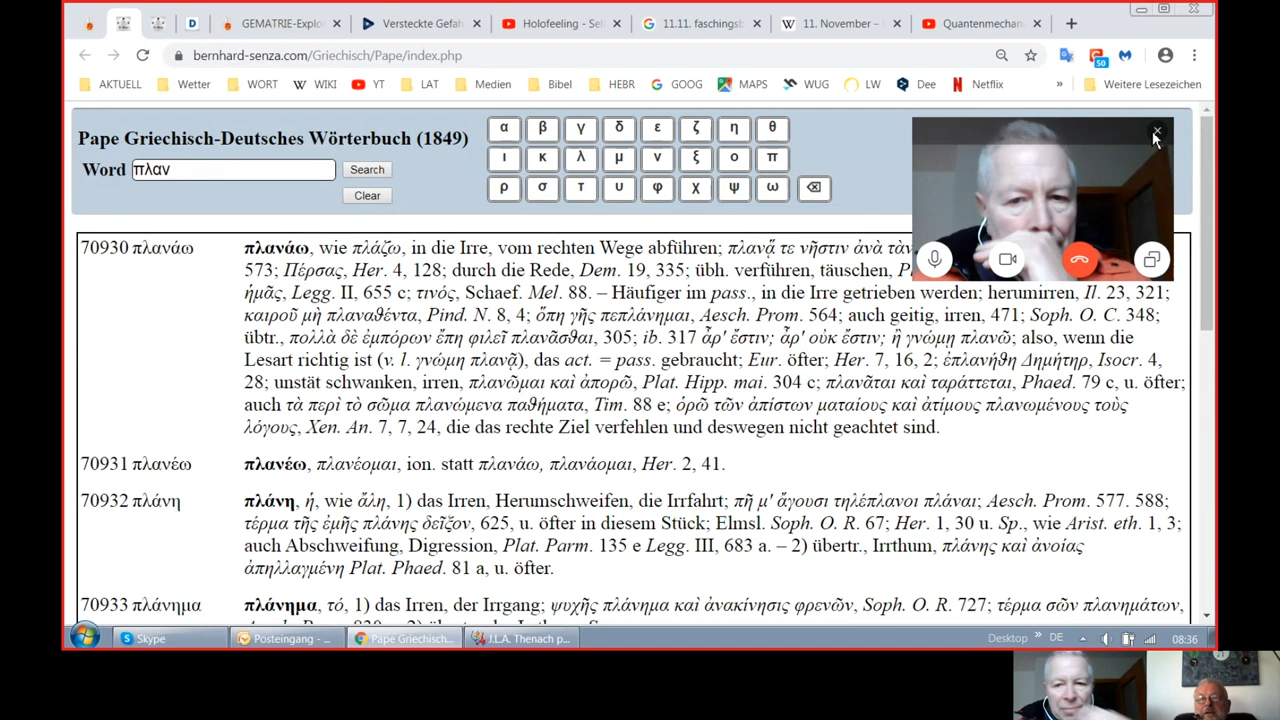 GEMATRIE-Explo
Versteckte Gefah
Holofeeling - Sel
11.11. faschingsb
11. November –
Quantenmechan
bernhard-senza.com/Griechisch/Pape/index.php
50
AKTUELL
Wetter
WORT
WIKI
YT
LAT
Medien
Bibel
HEBR
GOOG
MAPS
WUG
LW
Dee
Netflix
»
Weitere Lesezeichen
Pape Griechisch-Deutsches Wörterbuch (1849)
Word πλαν Search
Clear
α β γ δ ε ζ η θ
ι κ λ μ ν ξ ο π
ρ σ τ υ φ χ ψ ω
70930 πλανάω πλανάω, wie πλάζω, in die Irre, vom rechten Wege abführen; πλανᾷ τε νῆστιν ἀνὰ τὰν
573; Πέρσας, Her. 4, 128; durch die Rede, Dem. 19, 335; übh. verführen, täuschen, P
ἡμᾶς, Legg. II, 655 c; τινός, Schaef. Mel. 88. – Häufiger im pass., in die Irre getrieben werden; herumirren, Il. 23, 321;
καιροῦ μὴ πλαναθέντα, Pind. N. 8, 4; ὅπη γῆς πεπλάνημαι, Aesch. Prom. 564; auch geitig, irren, 471; Soph. O. C. 348;
übtr., πολλὰ δὲ ἐμπόρων ἔπη φιλεῖ πλανᾶσθαι, 305; ib. 317 ἆρ' ἔστιν; ἆρ' οὐκ ἔστιν; ἢ γνώμῃ πλανῶ; also, wenn die
Lesart richtig ist (v. l. γνώμη πλανᾷ), das act. = pass. gebraucht; Eur. öfter; Her. 7, 16, 2; ἐπλανήθη Δημήτηρ, Isocr. 4,
28; unstät schwanken, irren, πλανῶμαι καὶ ἀπορῶ, Plat. Hipp. mai. 304 c; πλανᾶται καὶ ταράττεται, Phaed. 79 c, u. öfter;
auch τὰ περὶ τὸ σῶμα πλανώμενα παθήματα, Tim. 88 e; ὁρῶ τῶν ἀπίστων ματαίους καὶ ἀτίμους πλανωμένους τοὺς
λόγους, Xen. An. 7, 7, 24, die das rechte Ziel verfehlen und deswegen nicht geachtet sind.
70931 πλανέω πλανέω, πλανέομαι, ion. statt πλανάω, πλανάομαι, Her. 2, 41.
70932 πλάνη πλάνη, ἡ, wie ἄλη, 1) das Irren, Herumschweifen, die Irrfahrt; πῆ μ' ἄγουσι τηλέπλανοι πλάναι; Aesch. Prom. 577. 588;
τέρμα τῆς ἐμῆς πλάνης δεῖξον, 625, u. öfter in diesem Stück; Elmsl. Soph. O. R. 67; Her. 1, 30 u. Sp., wie Arist. eth. 1, 3;
auch Abschweifung, Digression, Plat. Parm. 135 e Legg. III, 683 a. – 2) übertr., Irrthum, πλάνης καὶ ἀνοίας
ἀπηλλαγμένη Plat. Phaed. 81 a, u. öfter.
70933 πλάνημα πλάνημα, τό, 1) das Irren, der Irrgang; ψυχῆς πλάνημα καὶ ἀνακίνησις φρενῶν, Soph. O. R. 727; τέρμα σῶν πλανημάτων,
Skype
Posteingang - ...
Pape Griechisch...
J.L.A. Thenach p...
Desktop » DE 08:36